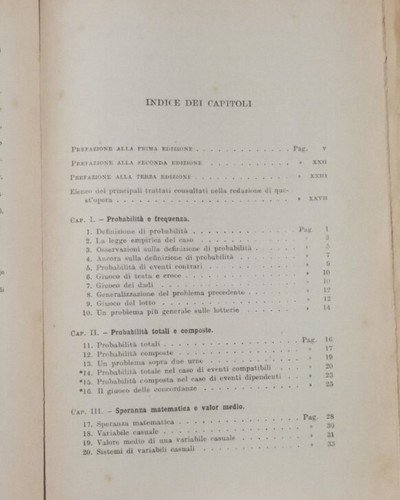 INDICE DEI CAPITOLI
PREFAZIONE ALLA PRIMA EDIZIONE . . . . . . . . . . Pag. V
PREFAZIONE ALLA SECONDA EDIZIONE . . . . . . . . . » XXII
PREFAZIONE ALLA TERZA EDIZIONE . . . . . . . . . . » XXIII
Elenco dei principali trattati consultati nella redazione di que-
st'opera . . . . . . . . . . » XXVII
CAP. I. – Probabilità e frequenza.
1. Definizione di probabilità . . . . . . . . . . Pag. 1
2. La legge empirica del caso . . . . . . . . . . » 3
3. Osservazioni sulla definizione di probabilità . . . . »
4. Ancora sulla definizione di probabilità . . . . . . » 7
5. Probabilità di eventi contrari . . . . . . . . . . » 9
6. Giuoco di testa e croce . . . . . . . . . . » 10
7. Giuoco dei dadi . . . . . . . . . . » 10
8. Generalizzazione del problema precedente . . . . . » 12
9. Giuoco del lotto . . . . . . . . . . » 12
10. Un problema più generale sulle lotterie . . . . . . » 14
CAP. II. – Probabilità totali e composte.
11. Probabilità totali . . . . . . . . . . Pag. 16
12. Probabilità composte . . . . . . . . . . » 17
13. Un problema sopra due urne . . . . . . . . . . » 19
*14. Probabilità totale nel caso di eventi compatibili . . . » 20
*15. Probabilità composta nel caso di eventi dipendenti . . » 23
*16. Il giuoco delle concordanze . . . . . . . . . . » 25
CAP. III. – Speranza matematica e valor medio.
17. Speranza matematica . . . . . . . . . . Pag. 28
18. Variabile casuale . . . . . . . . . . » 30
19. Valore medio di una variabile casuale . . . . . . » 31
20. Sistemi di variabili casuali . . . . . . . . . . » 33